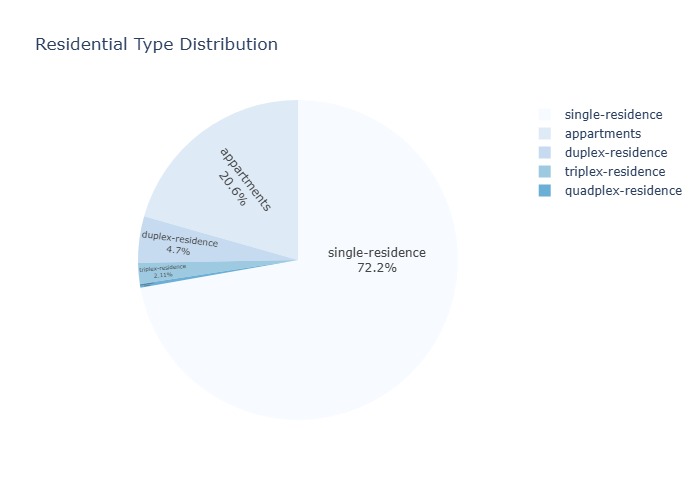 Residential Type Distribution
single-residence
appartments
duplex-residence
triplex-residence
quadplex-residence
appartments
20.6%
duplex-residence
4.7%
triplex-residence
2.11%
single-residence
72.2%